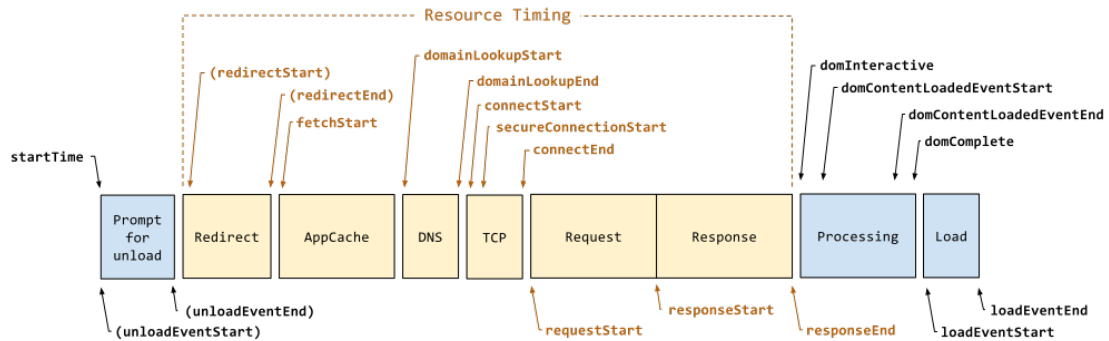 Resource Timing
domainLookupStart
(redirectStart)
domInteractive
domainLookupEnd
(redirectEnd)
domContentLoadedEventStart
connectStart
fetchStart
domContentLoadedEventEnd
secureConnectionStart
domComplete
connectEnd
startTime
Prompt
for
unload
Redirect
AppCache
DNS
TCP
Request
Response
Processing
Load
(unloadEventEnd)
responseStart
loadEventEnd
(unloadEventStart)
requestStart
responseEnd
loadEventStart